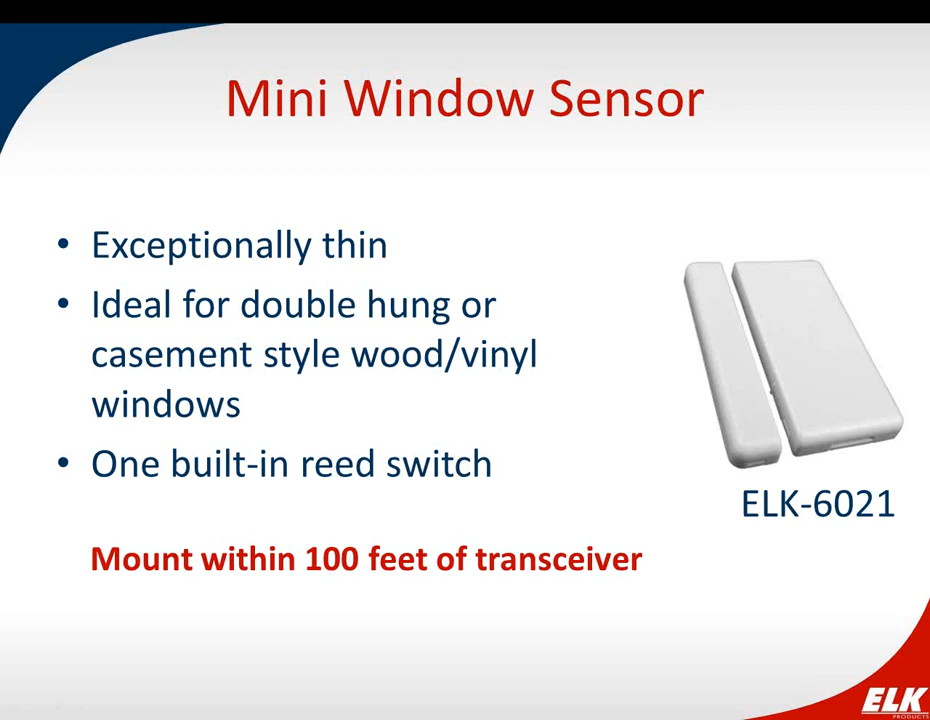 Mini Window Sensor
• Exceptionally thin
• Ideal for double hung or
casement style wood/vinyl
windows
• One built-in reed switch
ELK-6021
Mount within 100 feet of transceiver
ELK
PRODUCTS